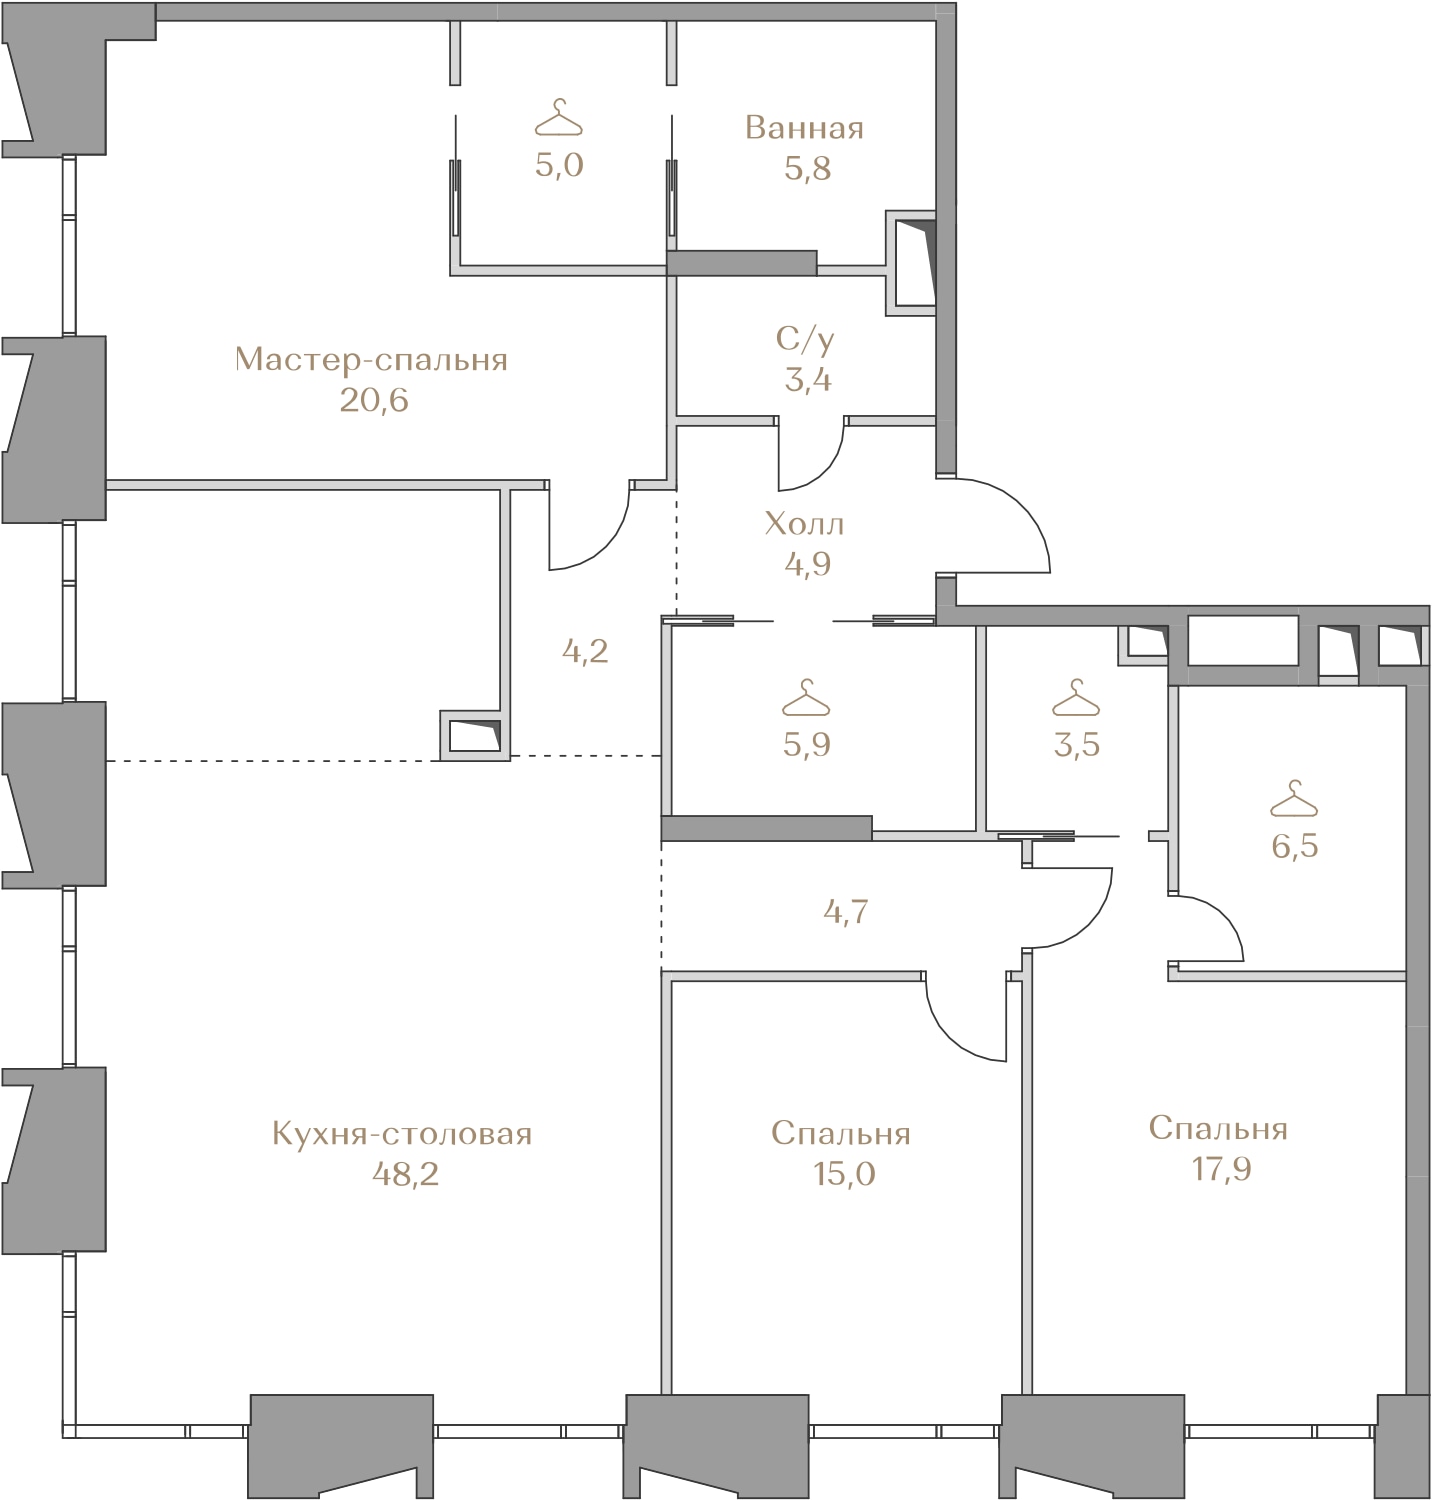 5,0
Ванная
5,8
С/у
3,4
Мастер-спальня
20,6
Холл
4,9
4,2
5,9
3,5
6,5
4,7
Кухня-столовая
48,2
Спальня
15,0
Спальня
17,9